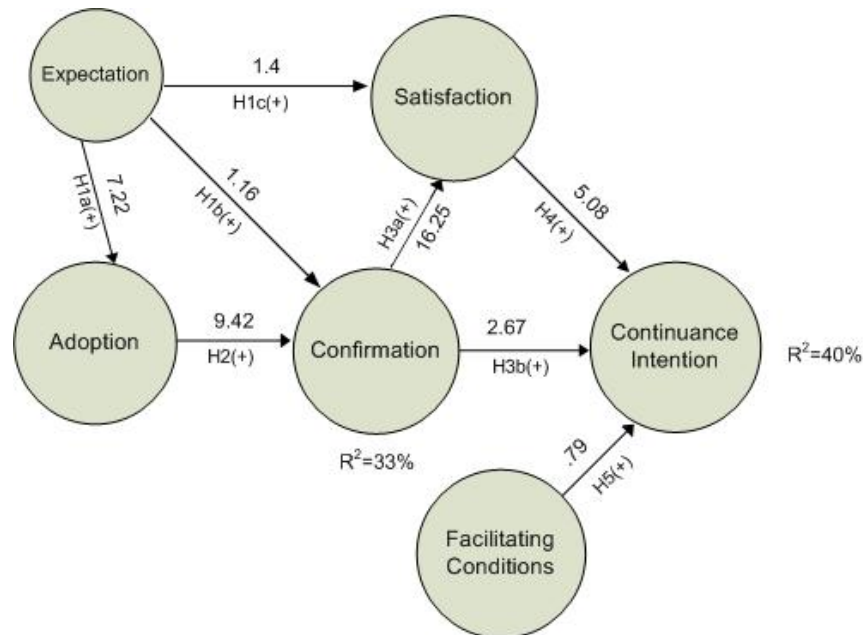 Expectation
1.4
H1c(+)
Satisfaction
7.22
H1a(+)
1.16
H1b(+)
H3a(+)
16.25
5.08
H4(+)
Adoption
9.42
H2(+)
Confirmation
2.67
H3b(+)
Continuance
Intention
R²=40%
R²=33%
.79
H5(+)
Facilitating
Conditions